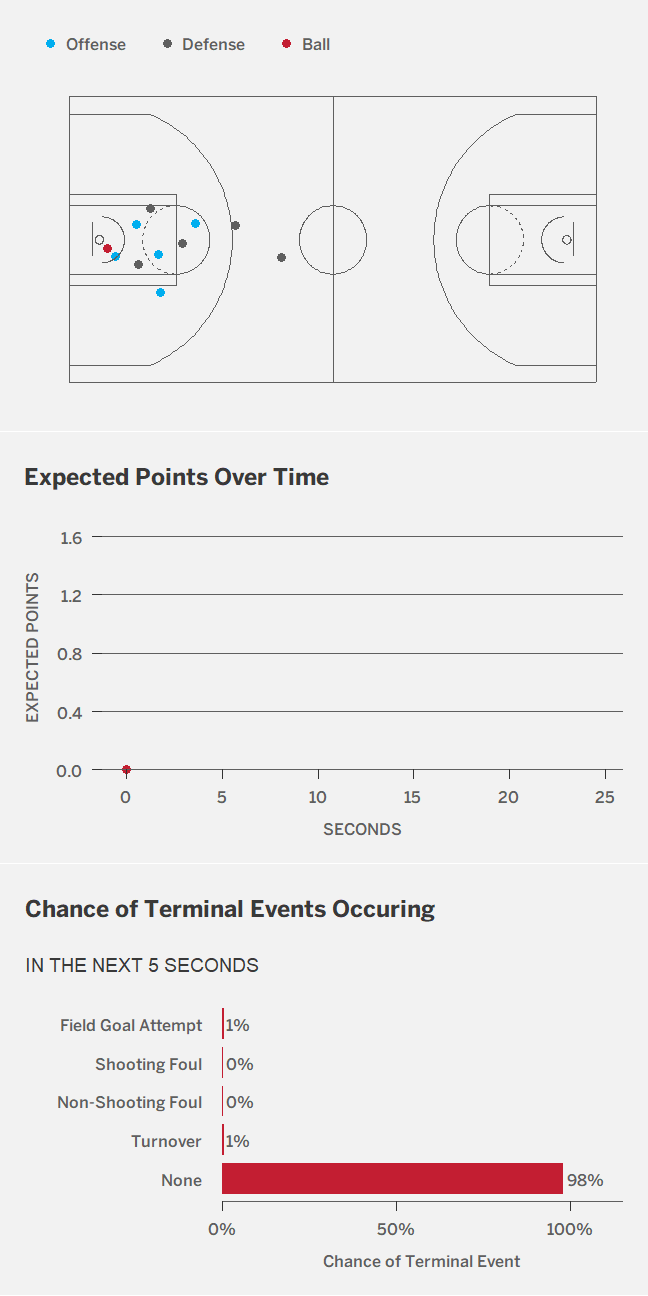 Offense Defense Ball
Expected Points Over Time
EXPECTED POINTS
1.6
1.2
0.8
0.4
0.0
0 5 10 15 20 25
SECONDS
Chance of Terminal Events Occuring
IN THE NEXT 5 SECONDS
Field Goal Attempt 1%
Shooting Foul 0%
Non-Shooting Foul 0%
Turnover 1%
None 98%
0% 50% 100%
Chance of Terminal Event